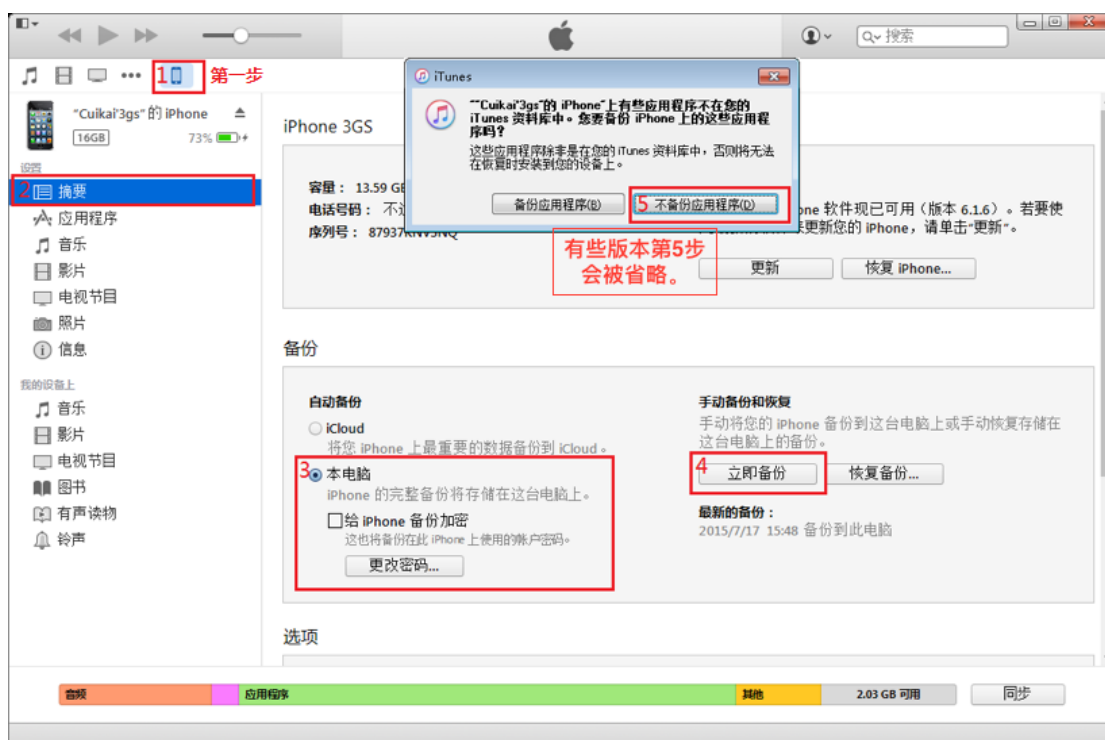 搜索
1
第一步
"Cuikai'3gs"的 iPhone
16GB
73%
设置
2
摘要
应用程序
音乐
影片
电视节目
照片
信息
我的设备上
音乐
影片
电视节目
图书
有声读物
铃声
iTunes
"“Cuikai'3gs”的 iPhone"上有些应用程序不在您的
iTunes 资料库中。您要备份 iPhone 上的这些应用程
序吗?
这些应用程序除非是在您的 iTunes 资料库中,否则将无法
在恢复时安装到您的设备上。
备份应用程序(B)
5
不备份应用程序(D)
有些版本第5步
会被省略。
iPhone 3GS
容量: 13.59 GB
电话号码: 不
序列号: 87937
软件现已可用(版本 6.1.6)。若要使
更新您的 iPhone,请单击"更新"。
更新
恢复 iPhone...
备份
自动备份
iCloud
将您 iPhone 上最重要的数据备份到 iCloud。
3
本电脑
iPhone 的完整备份将存储在这台电脑上。
给 iPhone 备份加密
这也将备份在此 iPhone 上使用的帐户密码。
更改密码...
手动备份和恢复
手动将您的 iPhone 备份到这台电脑上或手动恢复存储在
这台电脑上的备份。
4
立即备份
恢复备份...
最新的备份:
2015/7/17 15:48 备份到此电脑
选项
音频
应用程序
其他
2.03 GB 可用
同步